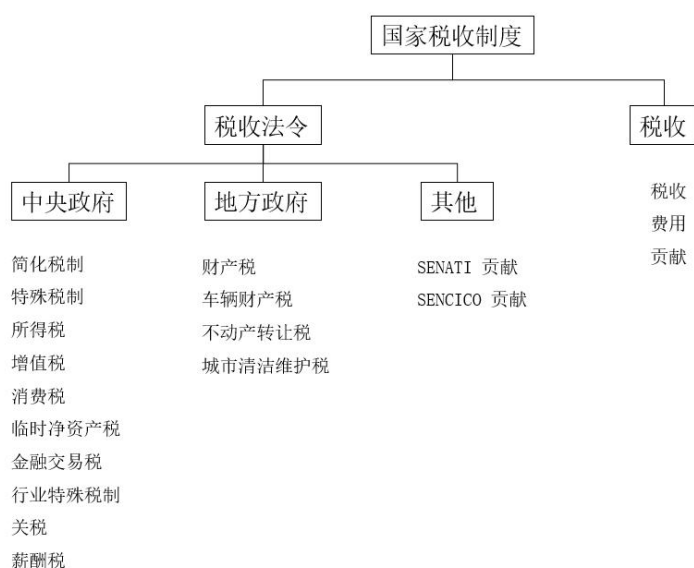 国家税收制度
税收法令
税收
中央政府
地方政府
其他
税收
费用
贡献
简化税制
特殊税制
所得税
增值税
消费税
临时净资产税
金融交易税
行业特殊税制
关税
薪酬税
财产税
车辆财产税
不动产转让税
城市清洁维护税
SENATI 贡献
SENCICO 贡献